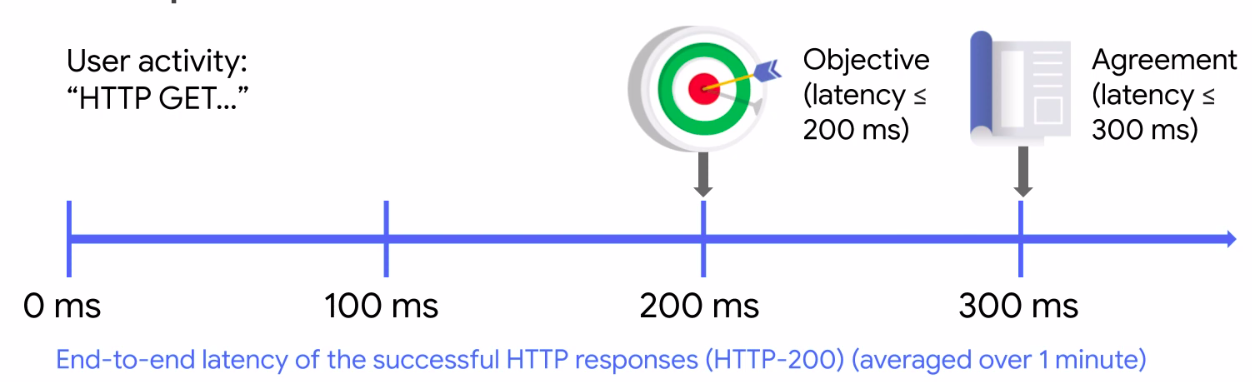 User activity:
“HTTP GET...”
Objective
(latency ≤
200 ms)
Agreement
(latency ≤
300 ms)
0 ms
100 ms
200 ms
300 ms
End-to-end latency of the successful HTTP responses (HTTP-200) (averaged over 1 minute)